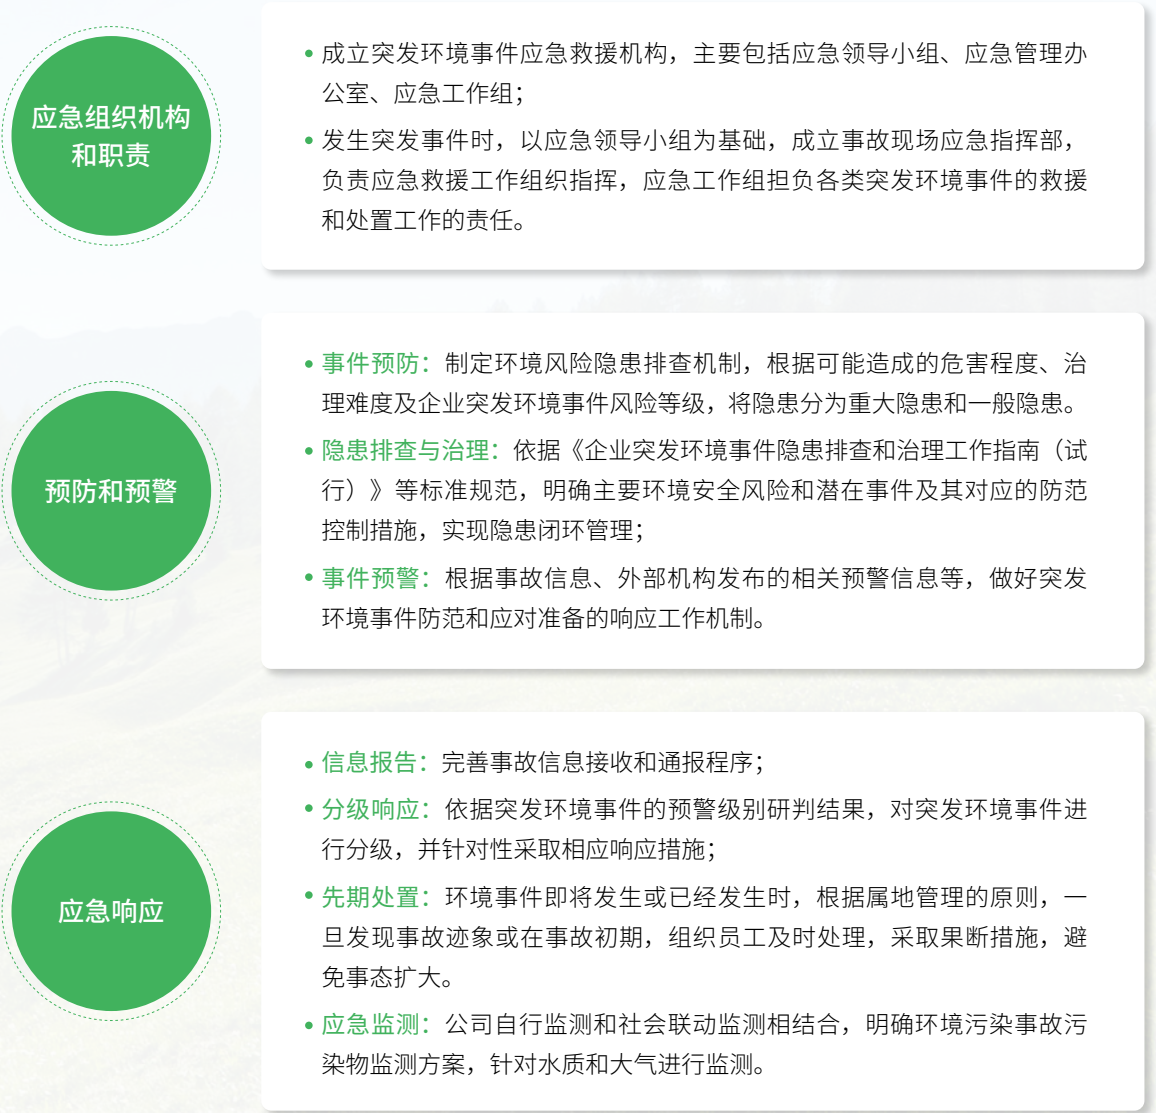 应急组织机构
和职责
• 成立突发环境事件应急救援机构，主要包括应急领导小组、应急管理办
公室、应急工作组；
• 发生突发事件时，以应急领导小组为基础，成立事故现场应急指挥部，
负责应急救援工作组织指挥，应急工作组担负各类突发环境事件的救援
和处置工作的责任。
预防和预警
• 事件预防：制定环境风险隐患排查机制，根据可能造成的危害程度、治
理难度及企业突发环境事件风险等级，将隐患分为重大隐患和一般隐患。
• 隐患排查与治理：依据《企业突发环境事件隐患排查和治理工作指南（试
行）》等标准规范，明确主要环境安全风险和潜在事件及其对应的防范
控制措施，实现隐患闭环管理；
• 事件预警：根据事故信息、外部机构发布的相关预警信息等，做好突发
环境事件防范和应对准备的响应工作机制。
应急响应
• 信息报告：完善事故信息接收和通报程序；
• 分级响应：依据突发环境事件的预警级别研判结果，对突发环境事件进
行分级，并针对性采取相应响应措施；
• 先期处置：环境事件即将发生或已经发生时，根据属地管理的原则，一
旦发现事故迹象或在事故初期，组织员工及时处理，采取果断措施，避
免事态扩大。
• 应急监测：公司自行监测和社会联动监测相结合，明确环境污染事故污
染物监测方案，针对水质和大气进行监测。